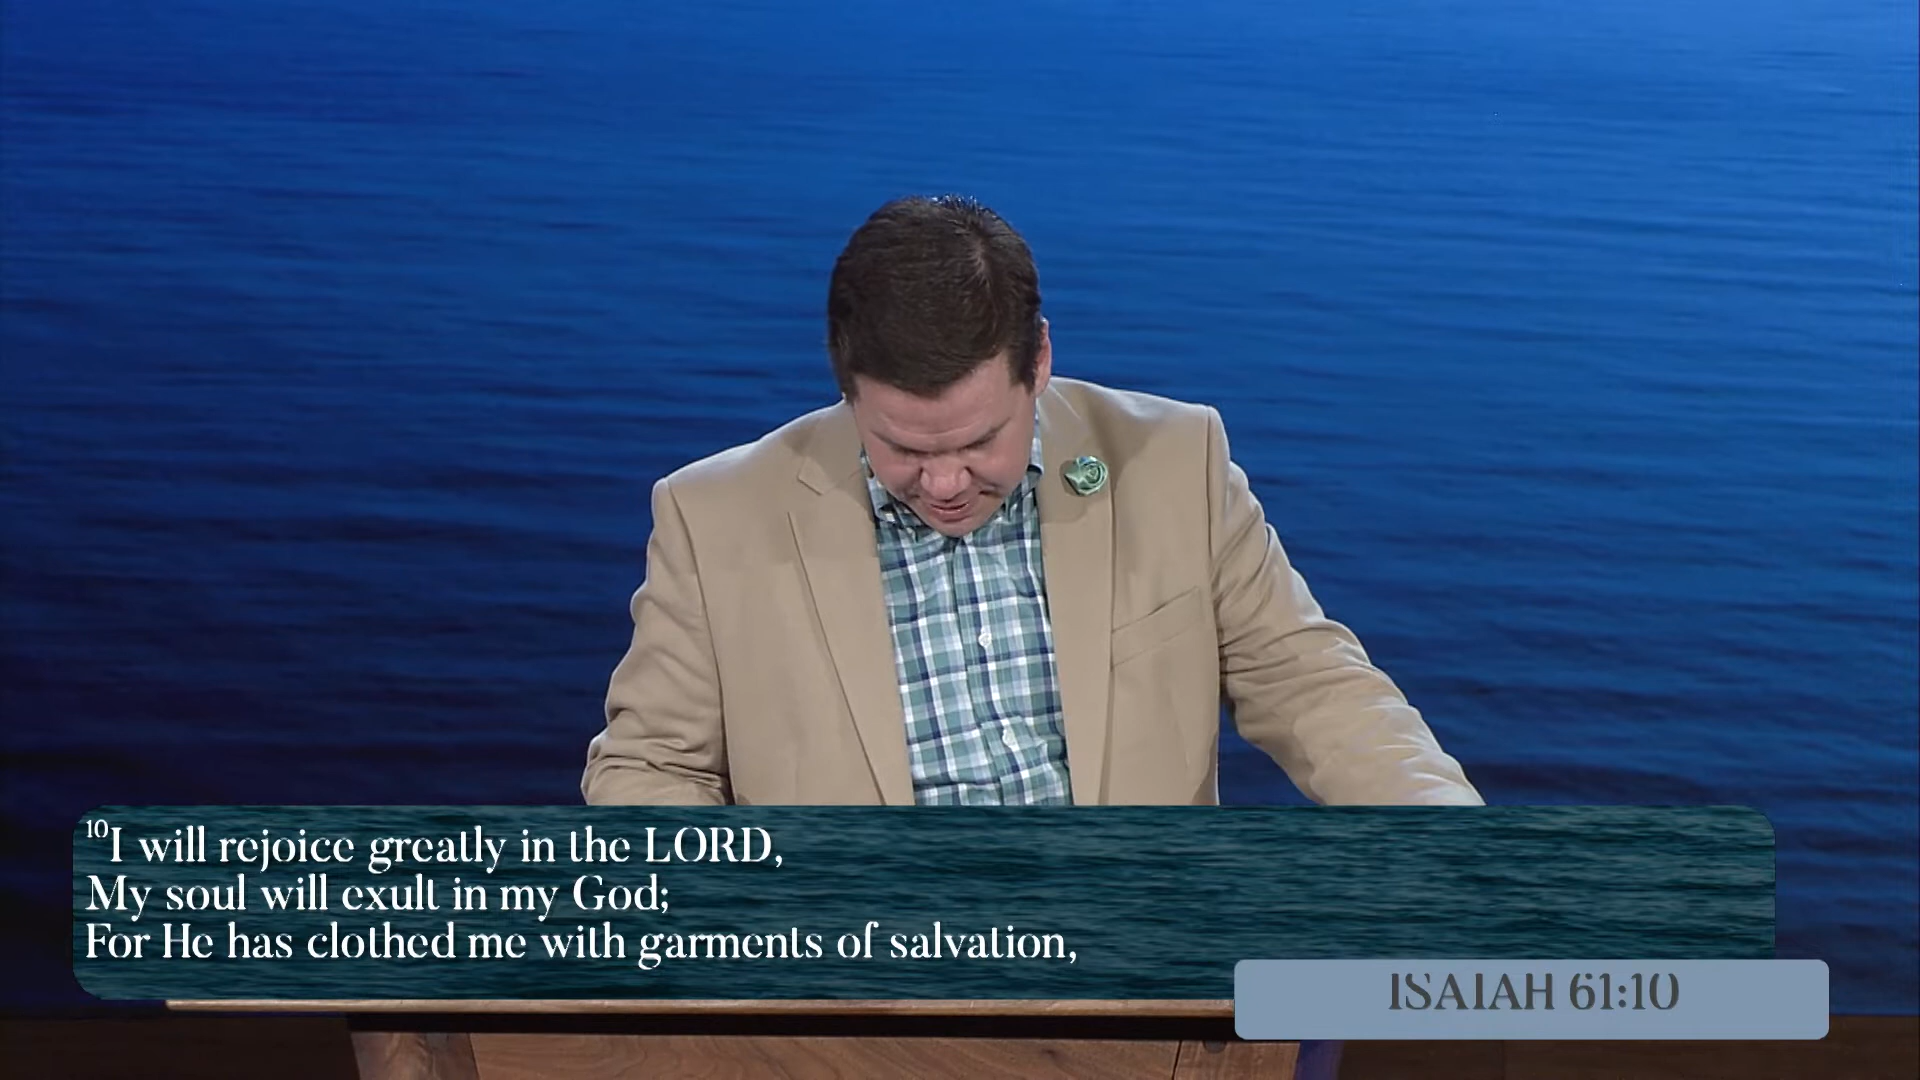 ¹⁰I will rejoice greatly in the LORD,
My soul will exult in my God;
For He has clothed me with garments of salvation,
ISAIAH 61:10